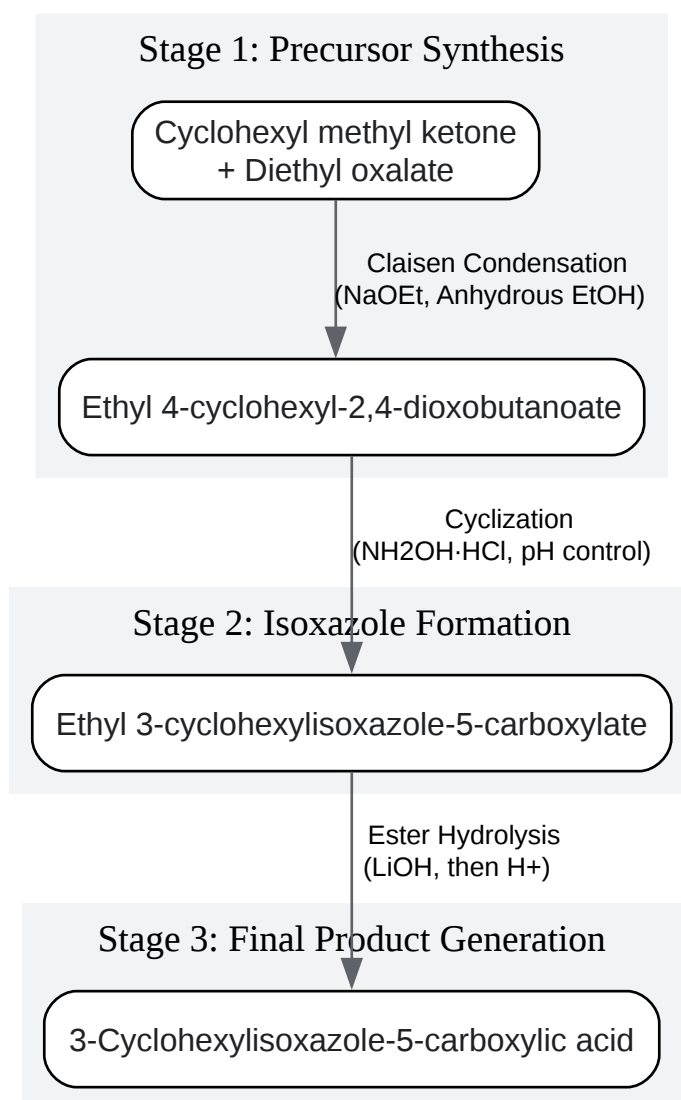 Stage 1: Precursor Synthesis
Cyclohexyl methyl ketone
+ Diethyl oxalate
Claisen Condensation
(NaOEt, Anhydrous EtOH)
Ethyl 4-cyclohexyl-2,4-dioxobutanoate
Cyclization
(NH2OH·HCl, pH control)
Stage 2: Isoxazole Formation
Ethyl 3-cyclohexylisoxazole-5-carboxylate
Ester Hydrolysis
(LiOH, then H+)
Stage 3: Final Product Generation
3-Cyclohexylisoxazole-5-carboxylic acid